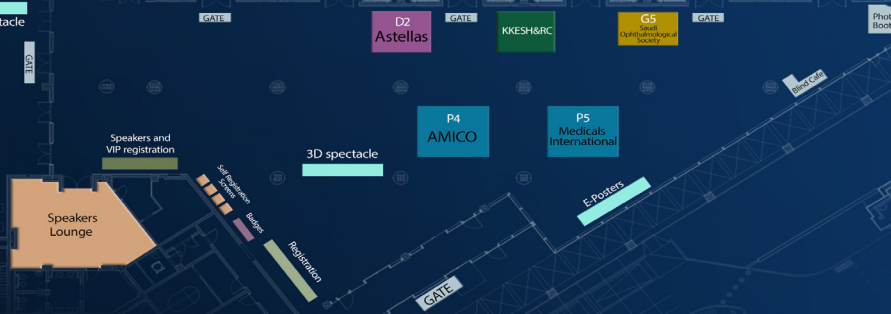 tacle
GATE
D2
Astellas
GATE
KKESH&RC
G5
Saudi
Ophthalmological
Society
GATE
Phot
Boot
GATE
Blind Cafe
P4
AMICO
P5
Medicals
International
Speakers and
VIP registration
3D spectacle
Self Registration
Screens
Badges
E-Posters
Speakers
Lounge
Registration
GATE